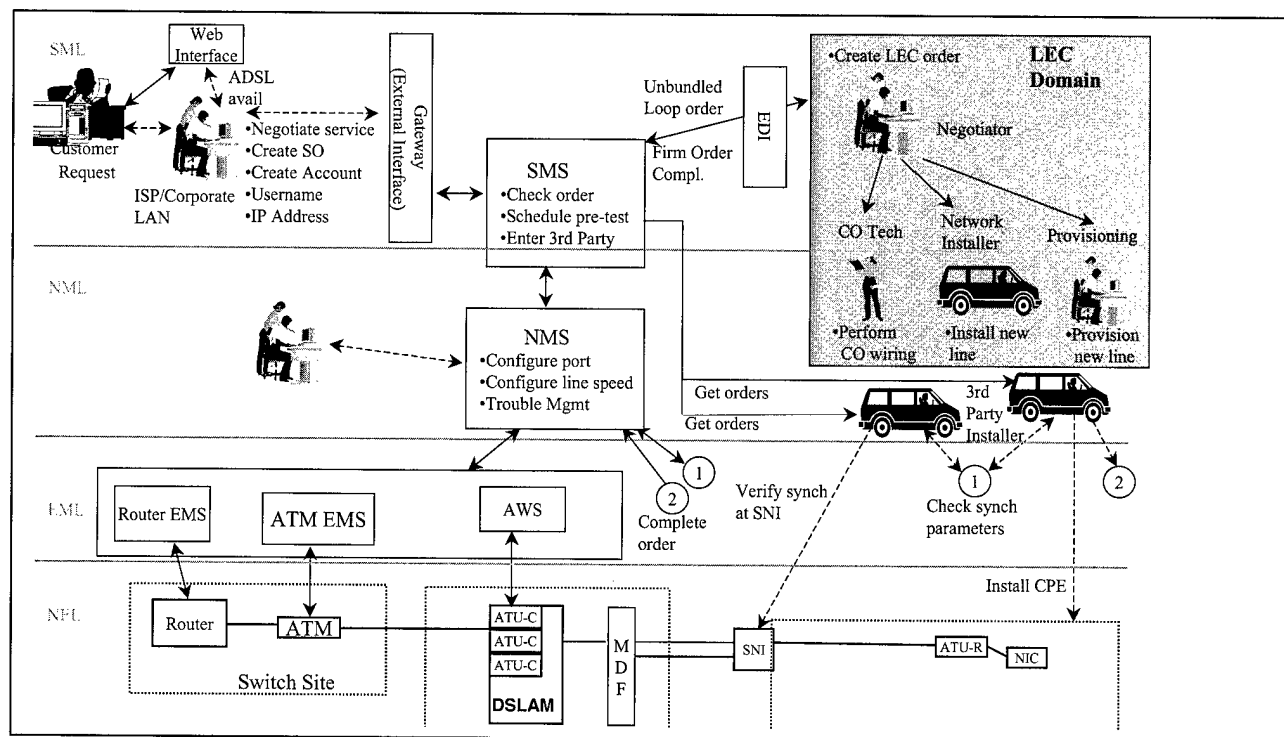 SML
Web
Interface
ADSL
avail
Customer
Request
ISP/Corporate
LAN
•Negotiate service
•Create SO
•Create Account
•Username
•IP Address
Gateway
(External Interface)
SMS
•Check order
•Schedule pre-test
•Enter 3rd Party
Unbundled
Loop order
Firm Order
Compl.
EDI
•Create LEC order
LEC
Domain
Negotiator
CO Tech
Network
Installer
Provisioning
•Perform
CO wiring
•Install new
line
•Provision
new line
NML
NMS
•Configure port
•Configure line speed
•Trouble Mgmt
Get orders
Get orders
3rd
Party
Installer
EML
Router EMS
ATM EMS
AWS
1
2
Complete
order
Verify synch
at SNI
1
Check synch
parameters
2
NEL
Router
ATM
Switch Site
ATU-C
ATU-C
ATU-C
DSLAM
M
D
F
SNI
Install CPE
ATU-R
NIC